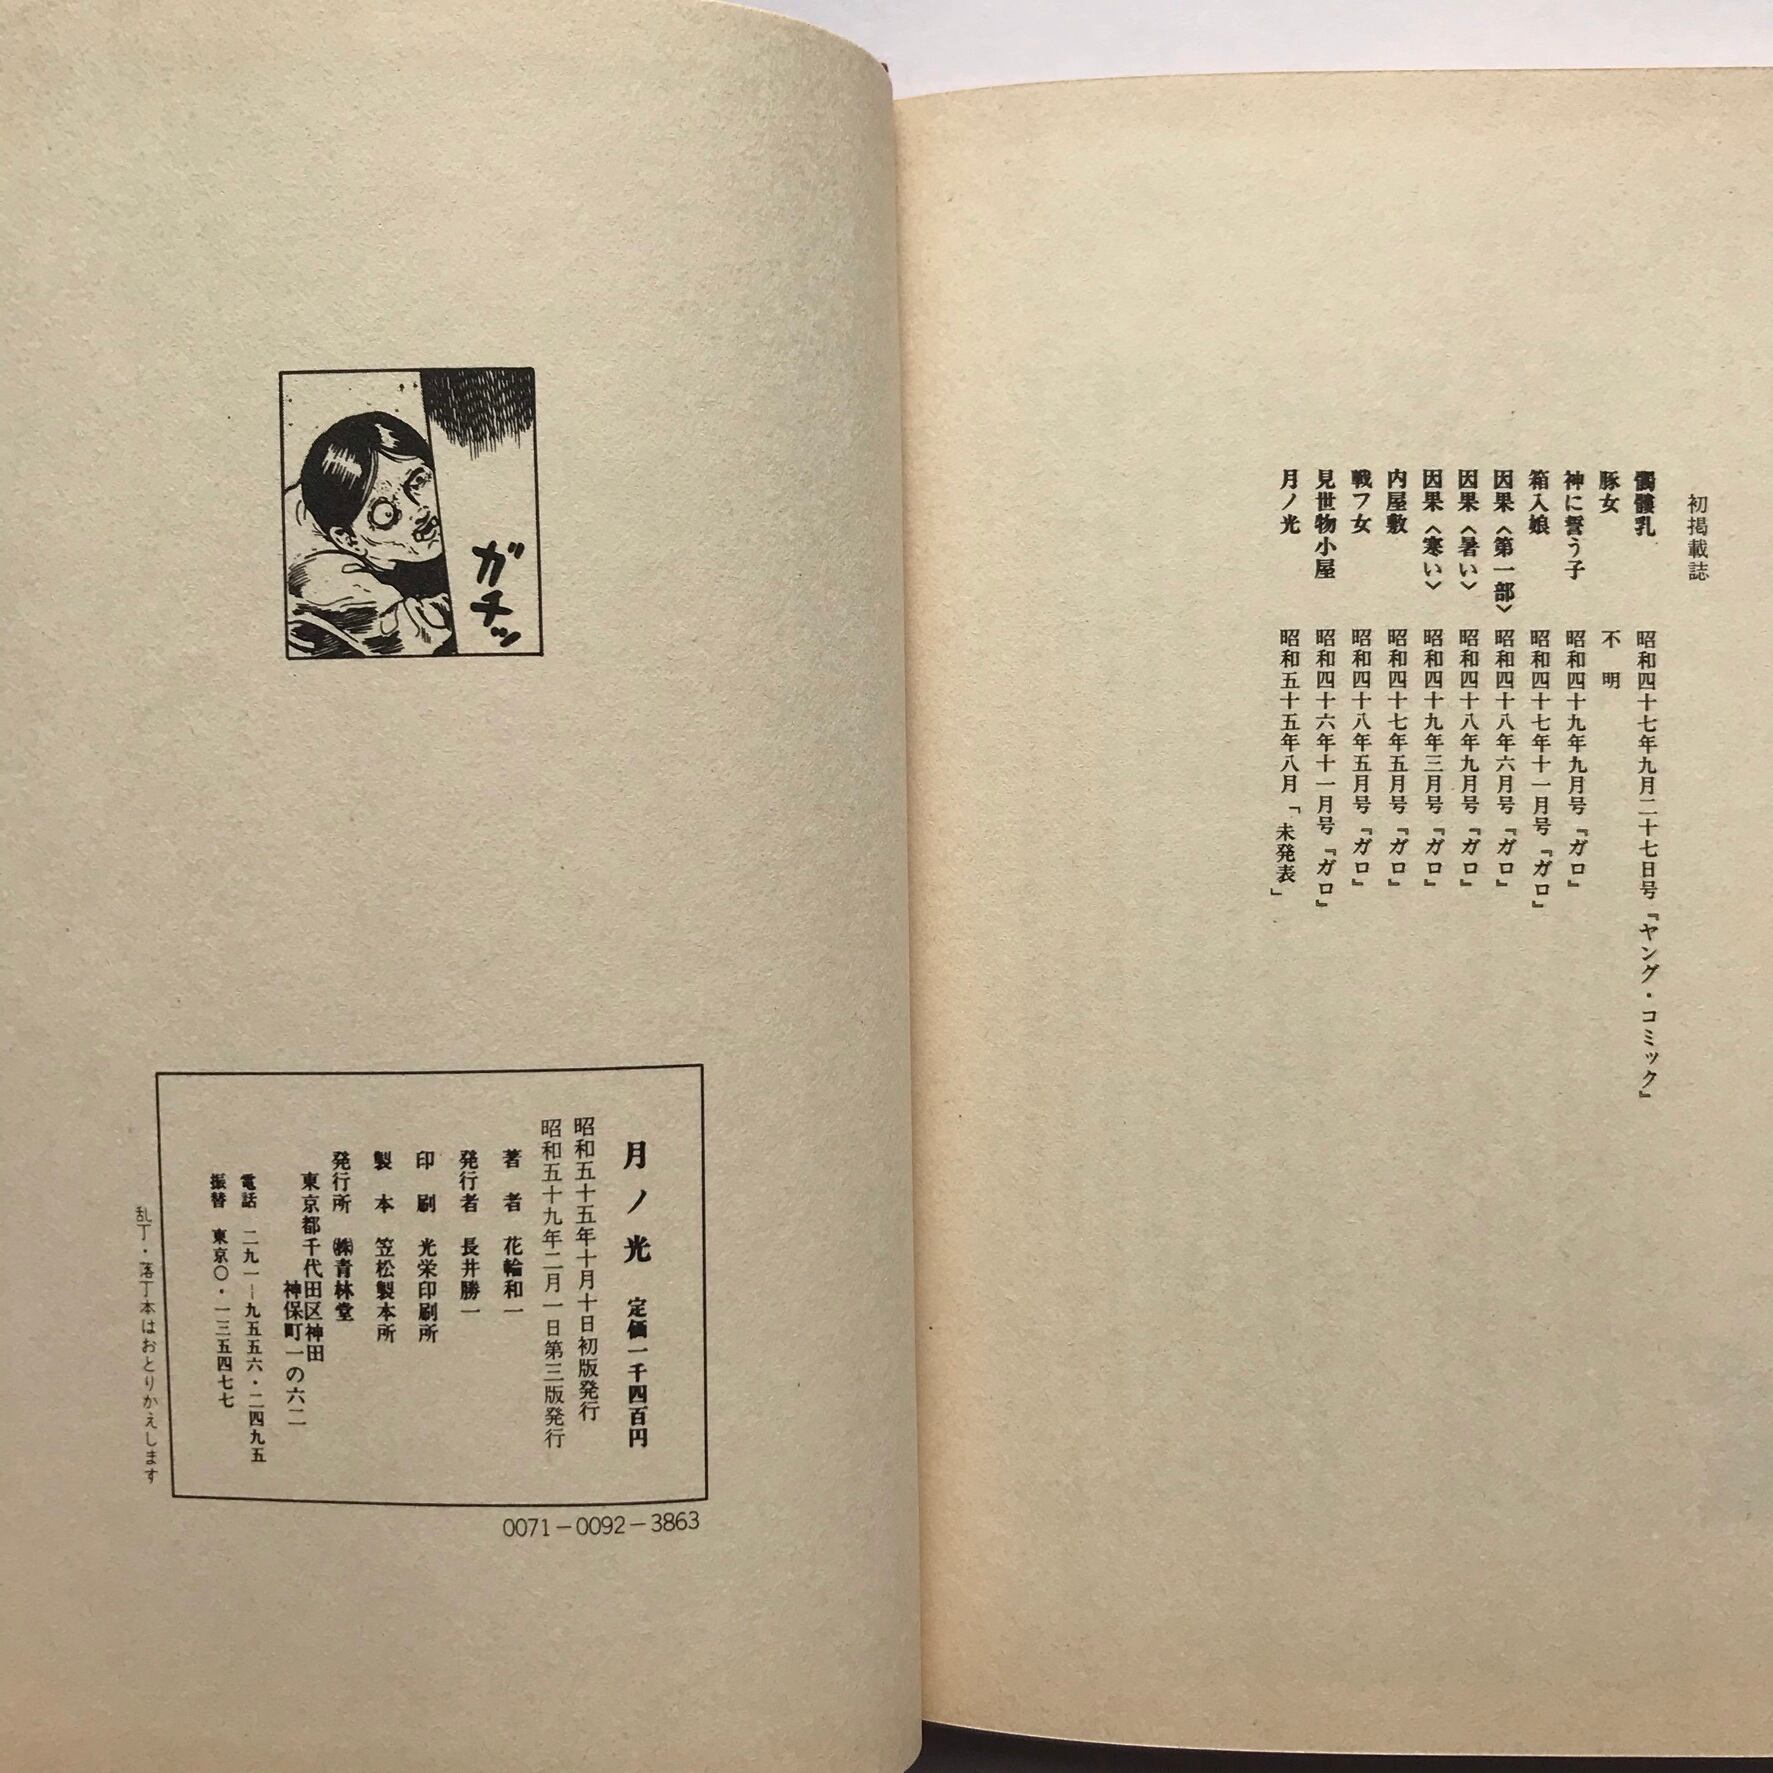 初掲載誌
髑髏乳　昭和四十七年九月二十七日号『ヤング・コミック』
豚女　不明
神に誓う子　昭和四十九年九月号『ガロ』
箱入娘　昭和四十七年十一月号『ガロ』
因果〈第一部〉　昭和四十八年六月号『ガロ』
因果〈暑い〉　昭和四十八年九月号『ガロ』
因果〈寒い〉　昭和四十九年三月号『ガロ』
内屋敷　昭和四十七年五月号『ガロ』
戦フ女　昭和四十八年五月号『ガロ』
見世物小屋　昭和四十六年十一月号『ガロ』
月ノ光　昭和五十五年八月「未発表」
ガチッ
月ノ光　定価一千四百円
昭和五十五年十月十日初版発行
昭和五十九年二月一日第三版発行
著者　花輪和一
発行者　長井勝一
印刷　光栄印刷所
製本　笠松製本所
発行所　㈱青林堂
東京都千代田区神田
神保町一の六二
電話　二九一―九五五六・二四九五
振替　東京〇・一三五四七七
乱丁・落丁本はおとりかえします
0071－0092－3863